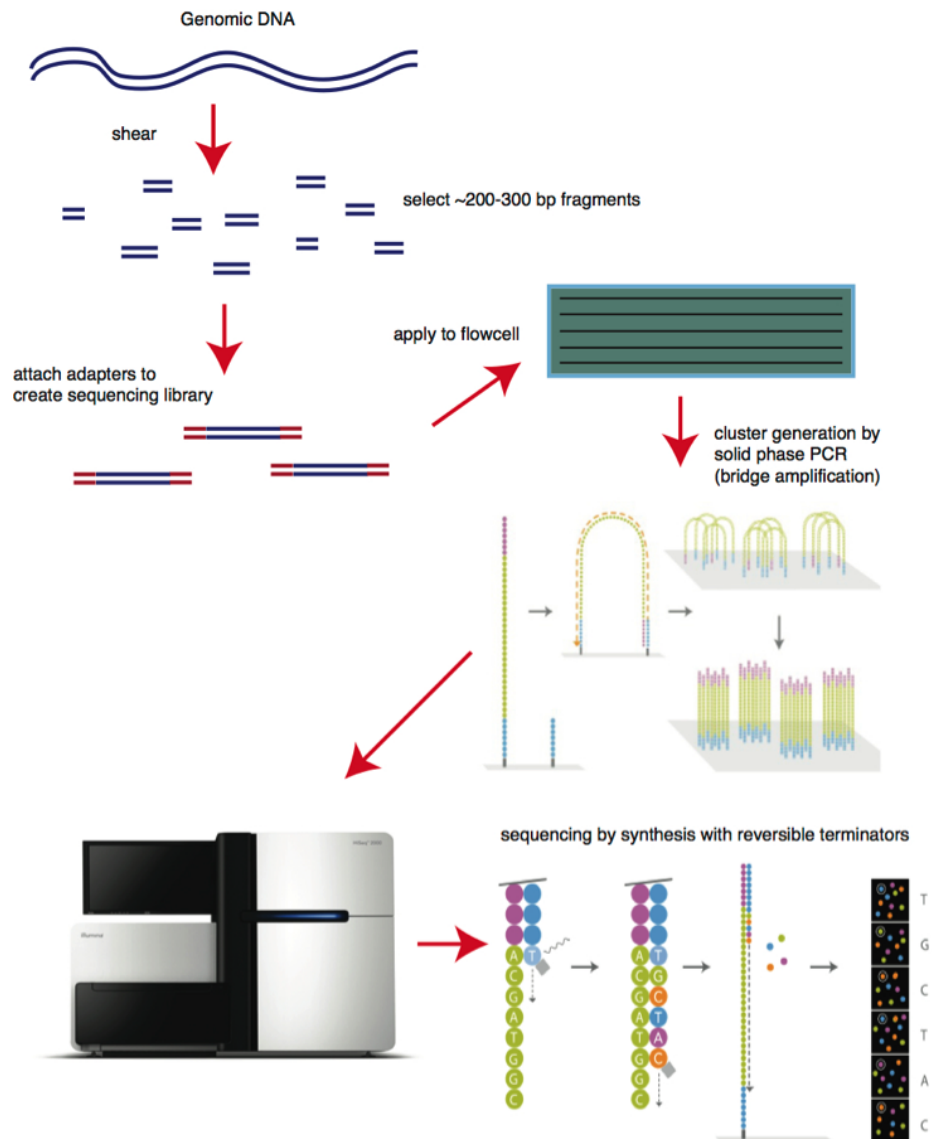 Genomic DNA
shear
select ~200-300 bp fragments
apply to flowcell
attach adapters to
create sequencing library
cluster generation by
solid phase PCR
(bridge amplification)
sequencing by synthesis with reversible terminators
illumina
A T
C
G
A
T
G
G
C
A T
C G
G C
A T
T A
G C
G
C
T
G
C
T
A
C